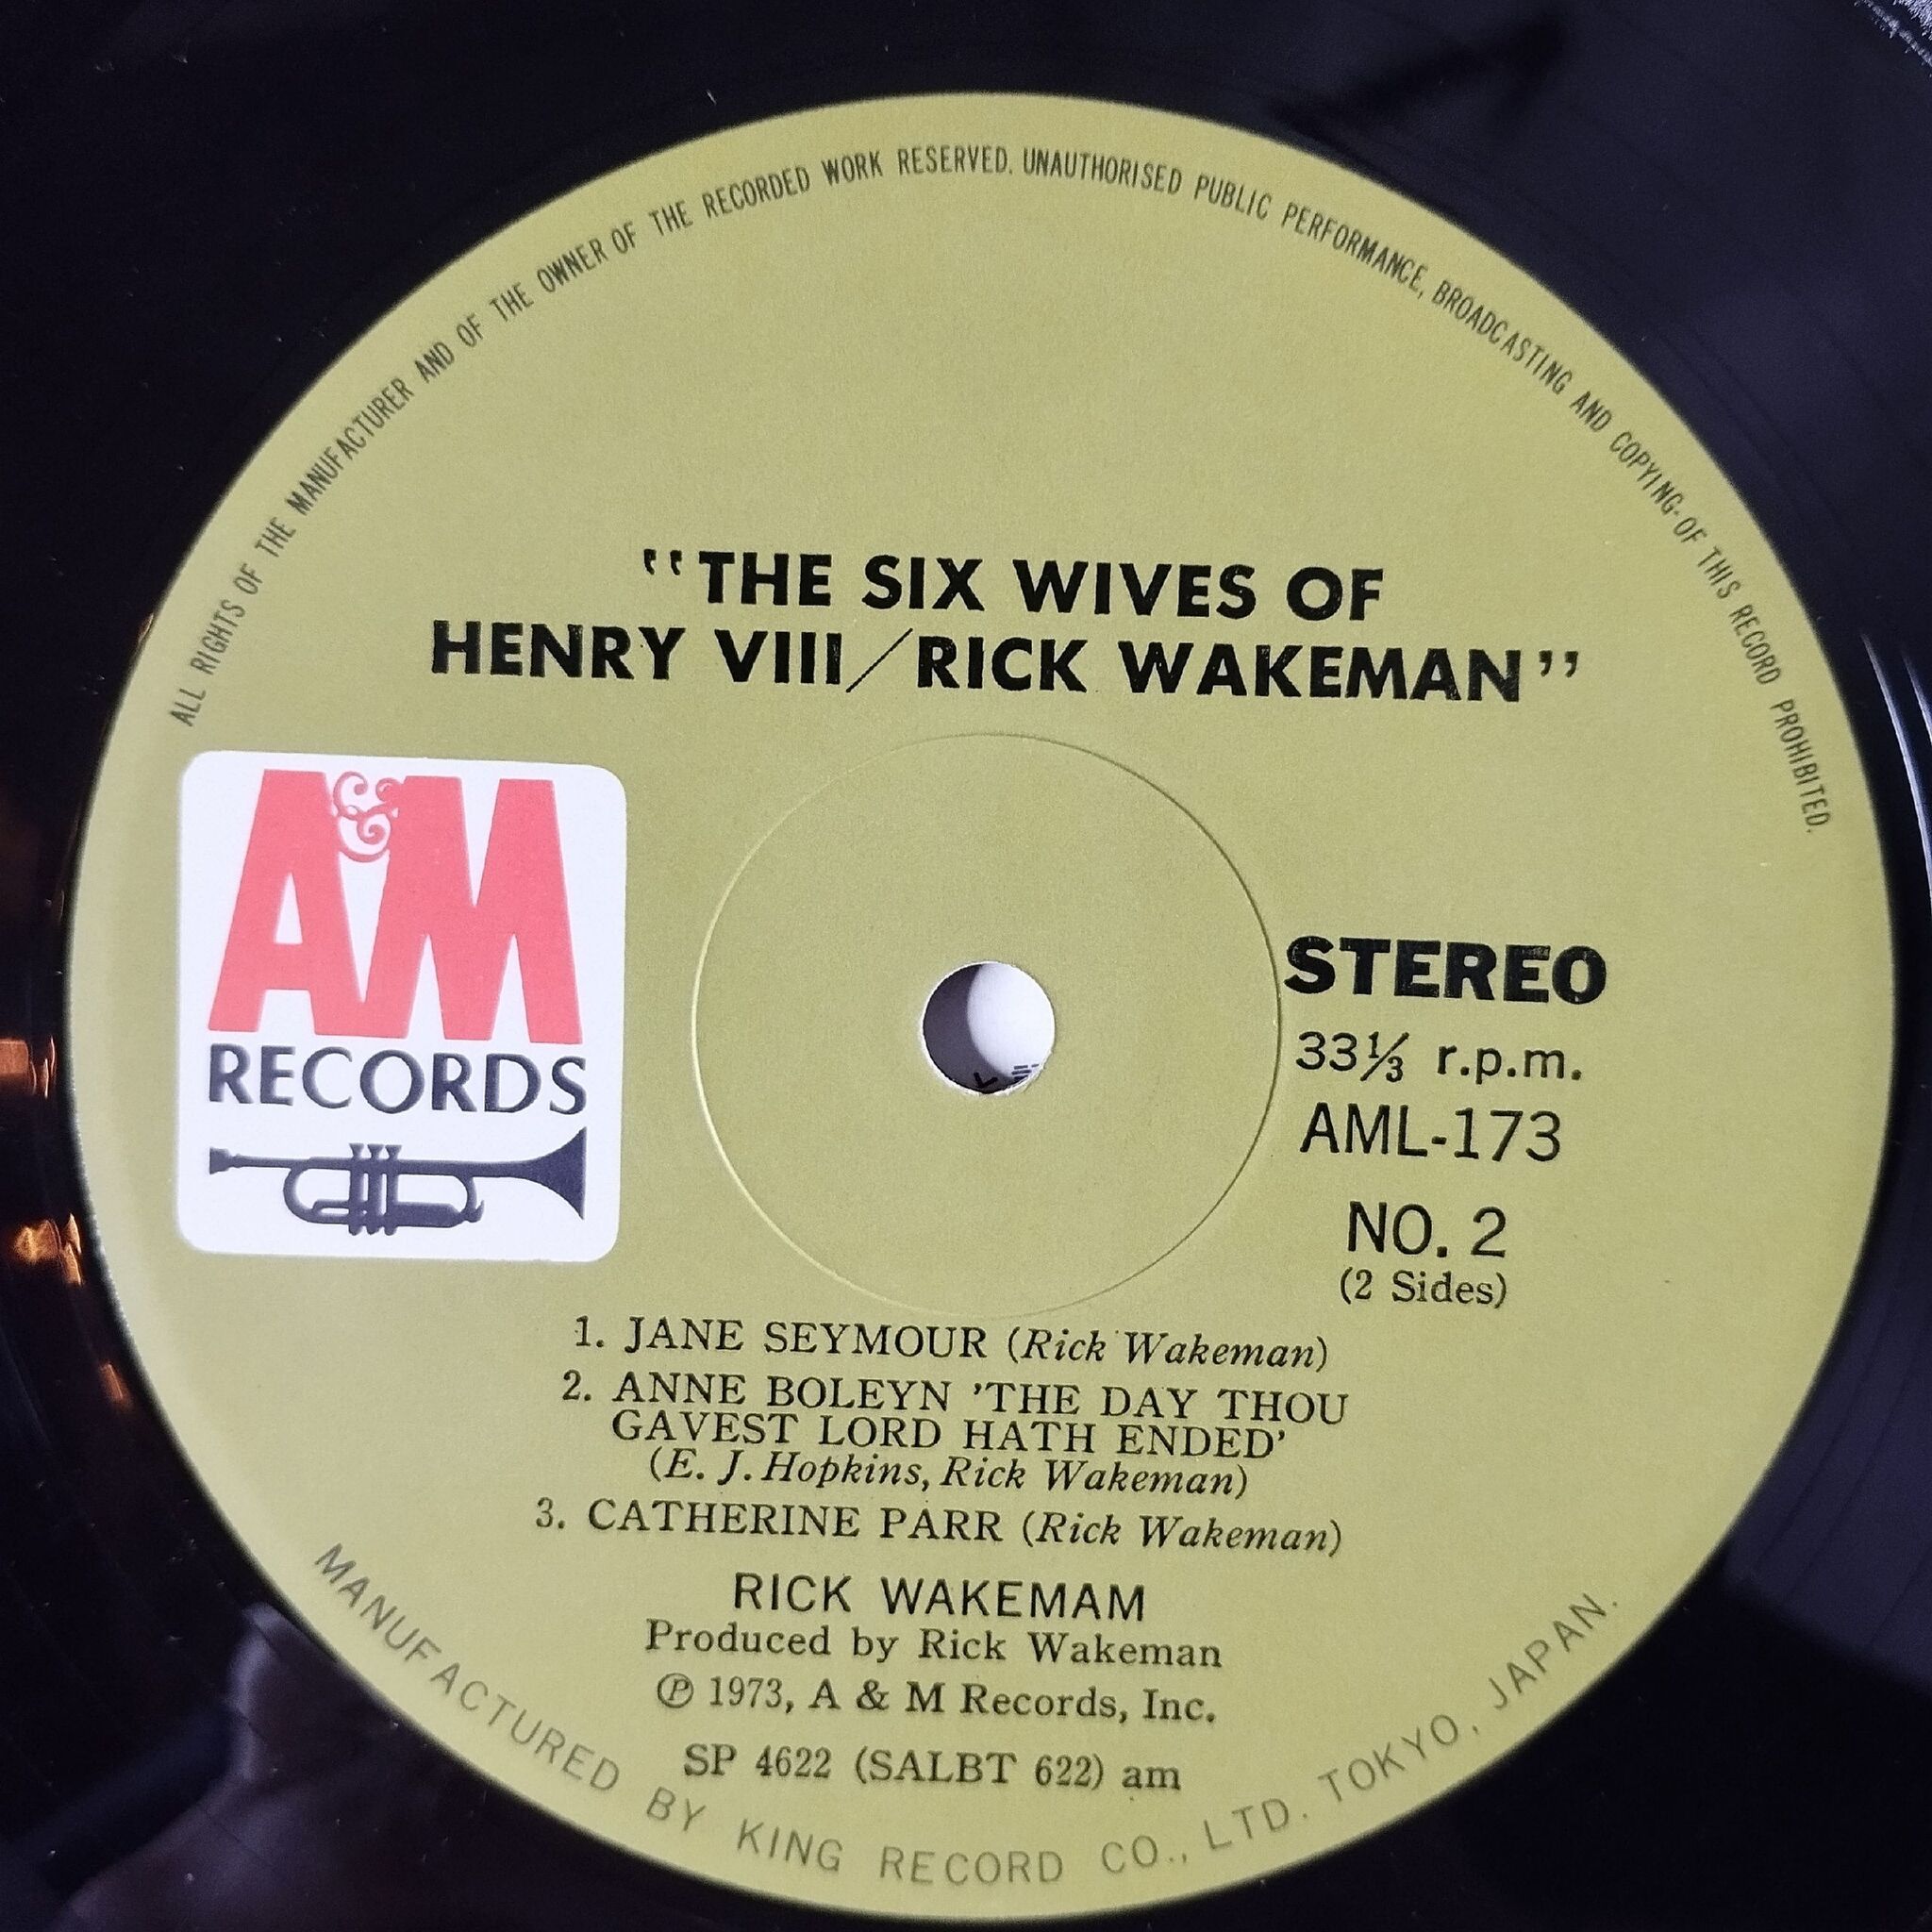 ALL RIGHTS OF THE MANUFACTURER AND OF THE OWNER OF THE RECORDED WORK RESERVED. UNAUTHORISED PUBLIC PERFORMANCE, BROADCASTING AND COPYING OF THIS RECORD PROHIBITED.
"THE SIX WIVES OF
HENRY VIII/RICK WAKEMAN"
A&M
RECORDS
STEREO
33⅓ r.p.m.
AML-173
NO. 2
(2 Sides)
1. JANE SEYMOUR (Rick Wakeman)
2. ANNE BOLEYN 'THE DAY THOU
GAVEST LORD HATH ENDED'
(E. J. Hopkins, Rick Wakeman)
3. CATHERINE PARR (Rick Wakeman)
RICK WAKEMAM
Produced by Rick Wakeman
℗ 1973, A & M Records, Inc.
SP 4622 (SALBT 622) am
MANUFACTURED BY KING RECORD CO., LTD. TOKYO, JAPAN.